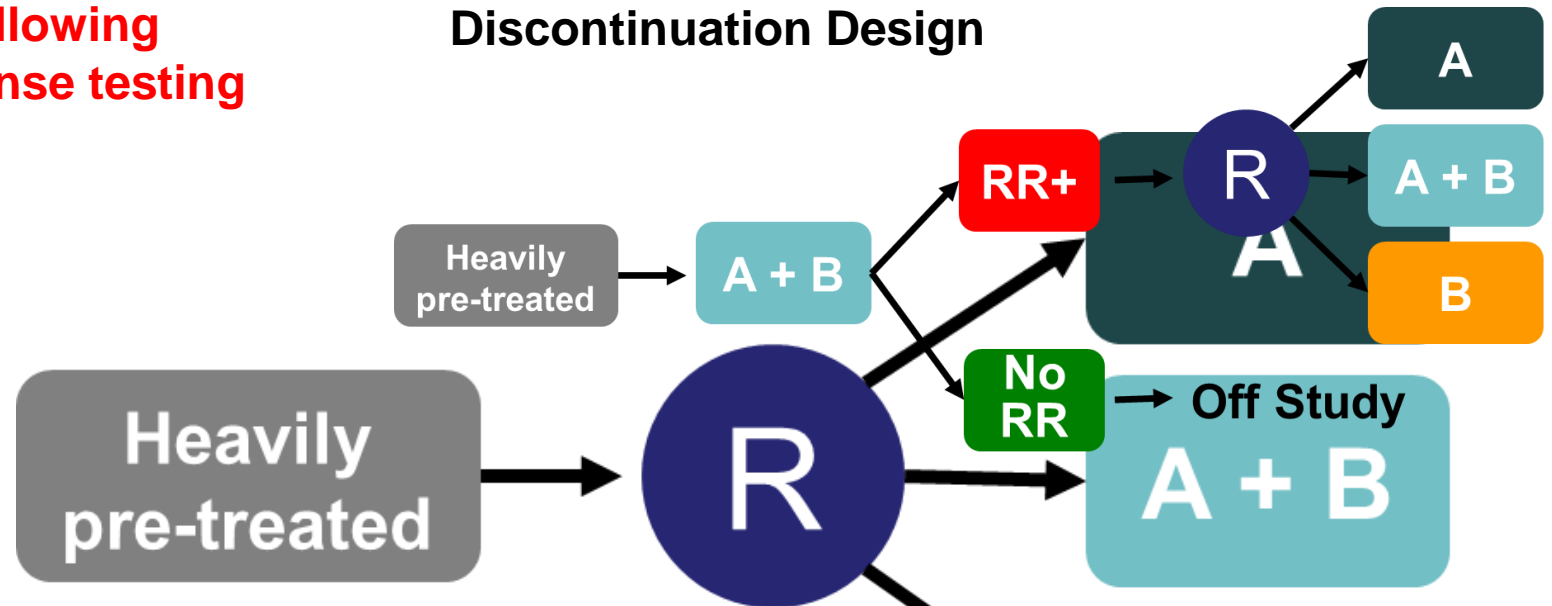 llowing
nse testing
Discontinuation Design
A
RR+
R
A + B
Heavily
pre-treated
A + B
A
B
No
RR
Off Study
Heavily
pre-treated
R
A + B